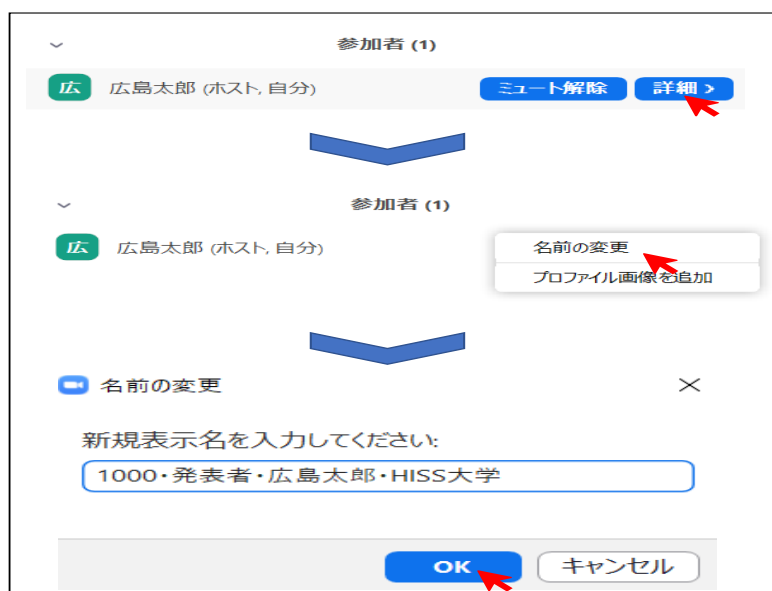 参加者 (1)
広 広島太郎 (ホスト, 自分) ミュート解除 詳細 >
参加者 (1)
広 広島太郎 (ホスト, 自分) 名前の変更
プロファイル画像を追加
名前の変更
新規表示名を入力してください:
1000・発表者・広島太郎・HISS大学
OK キャンセル